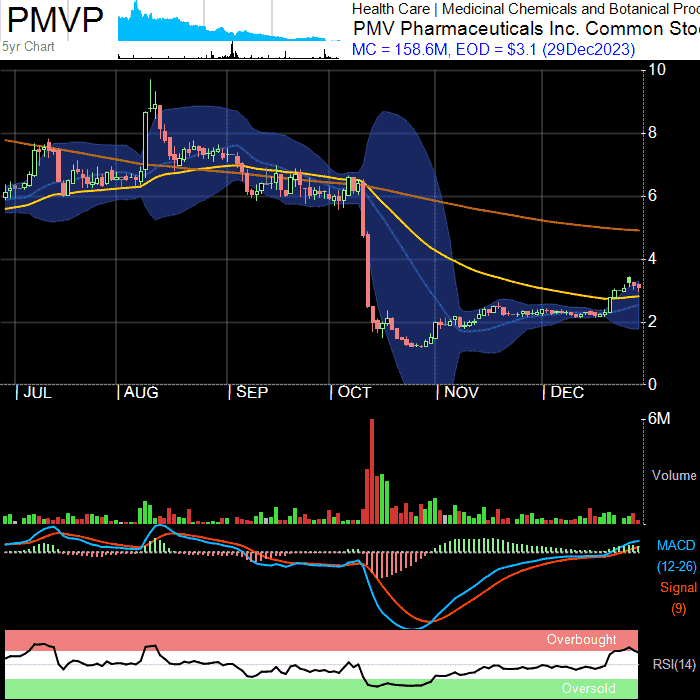 PMVP
5yr Chart
Health Care | Medicinal Chemicals and Botanical Proc
PMV Pharmaceuticals Inc. Common Stoc
MC = 158.6M, EOD = $3.1 (29Dec2023)
10
8
6
4
2
0
JUL AUG SEP OCT NOV DEC
6M
Volume
MACD
(12-26)
Signal
(9)
Overbought
RSI(14)
Oversold